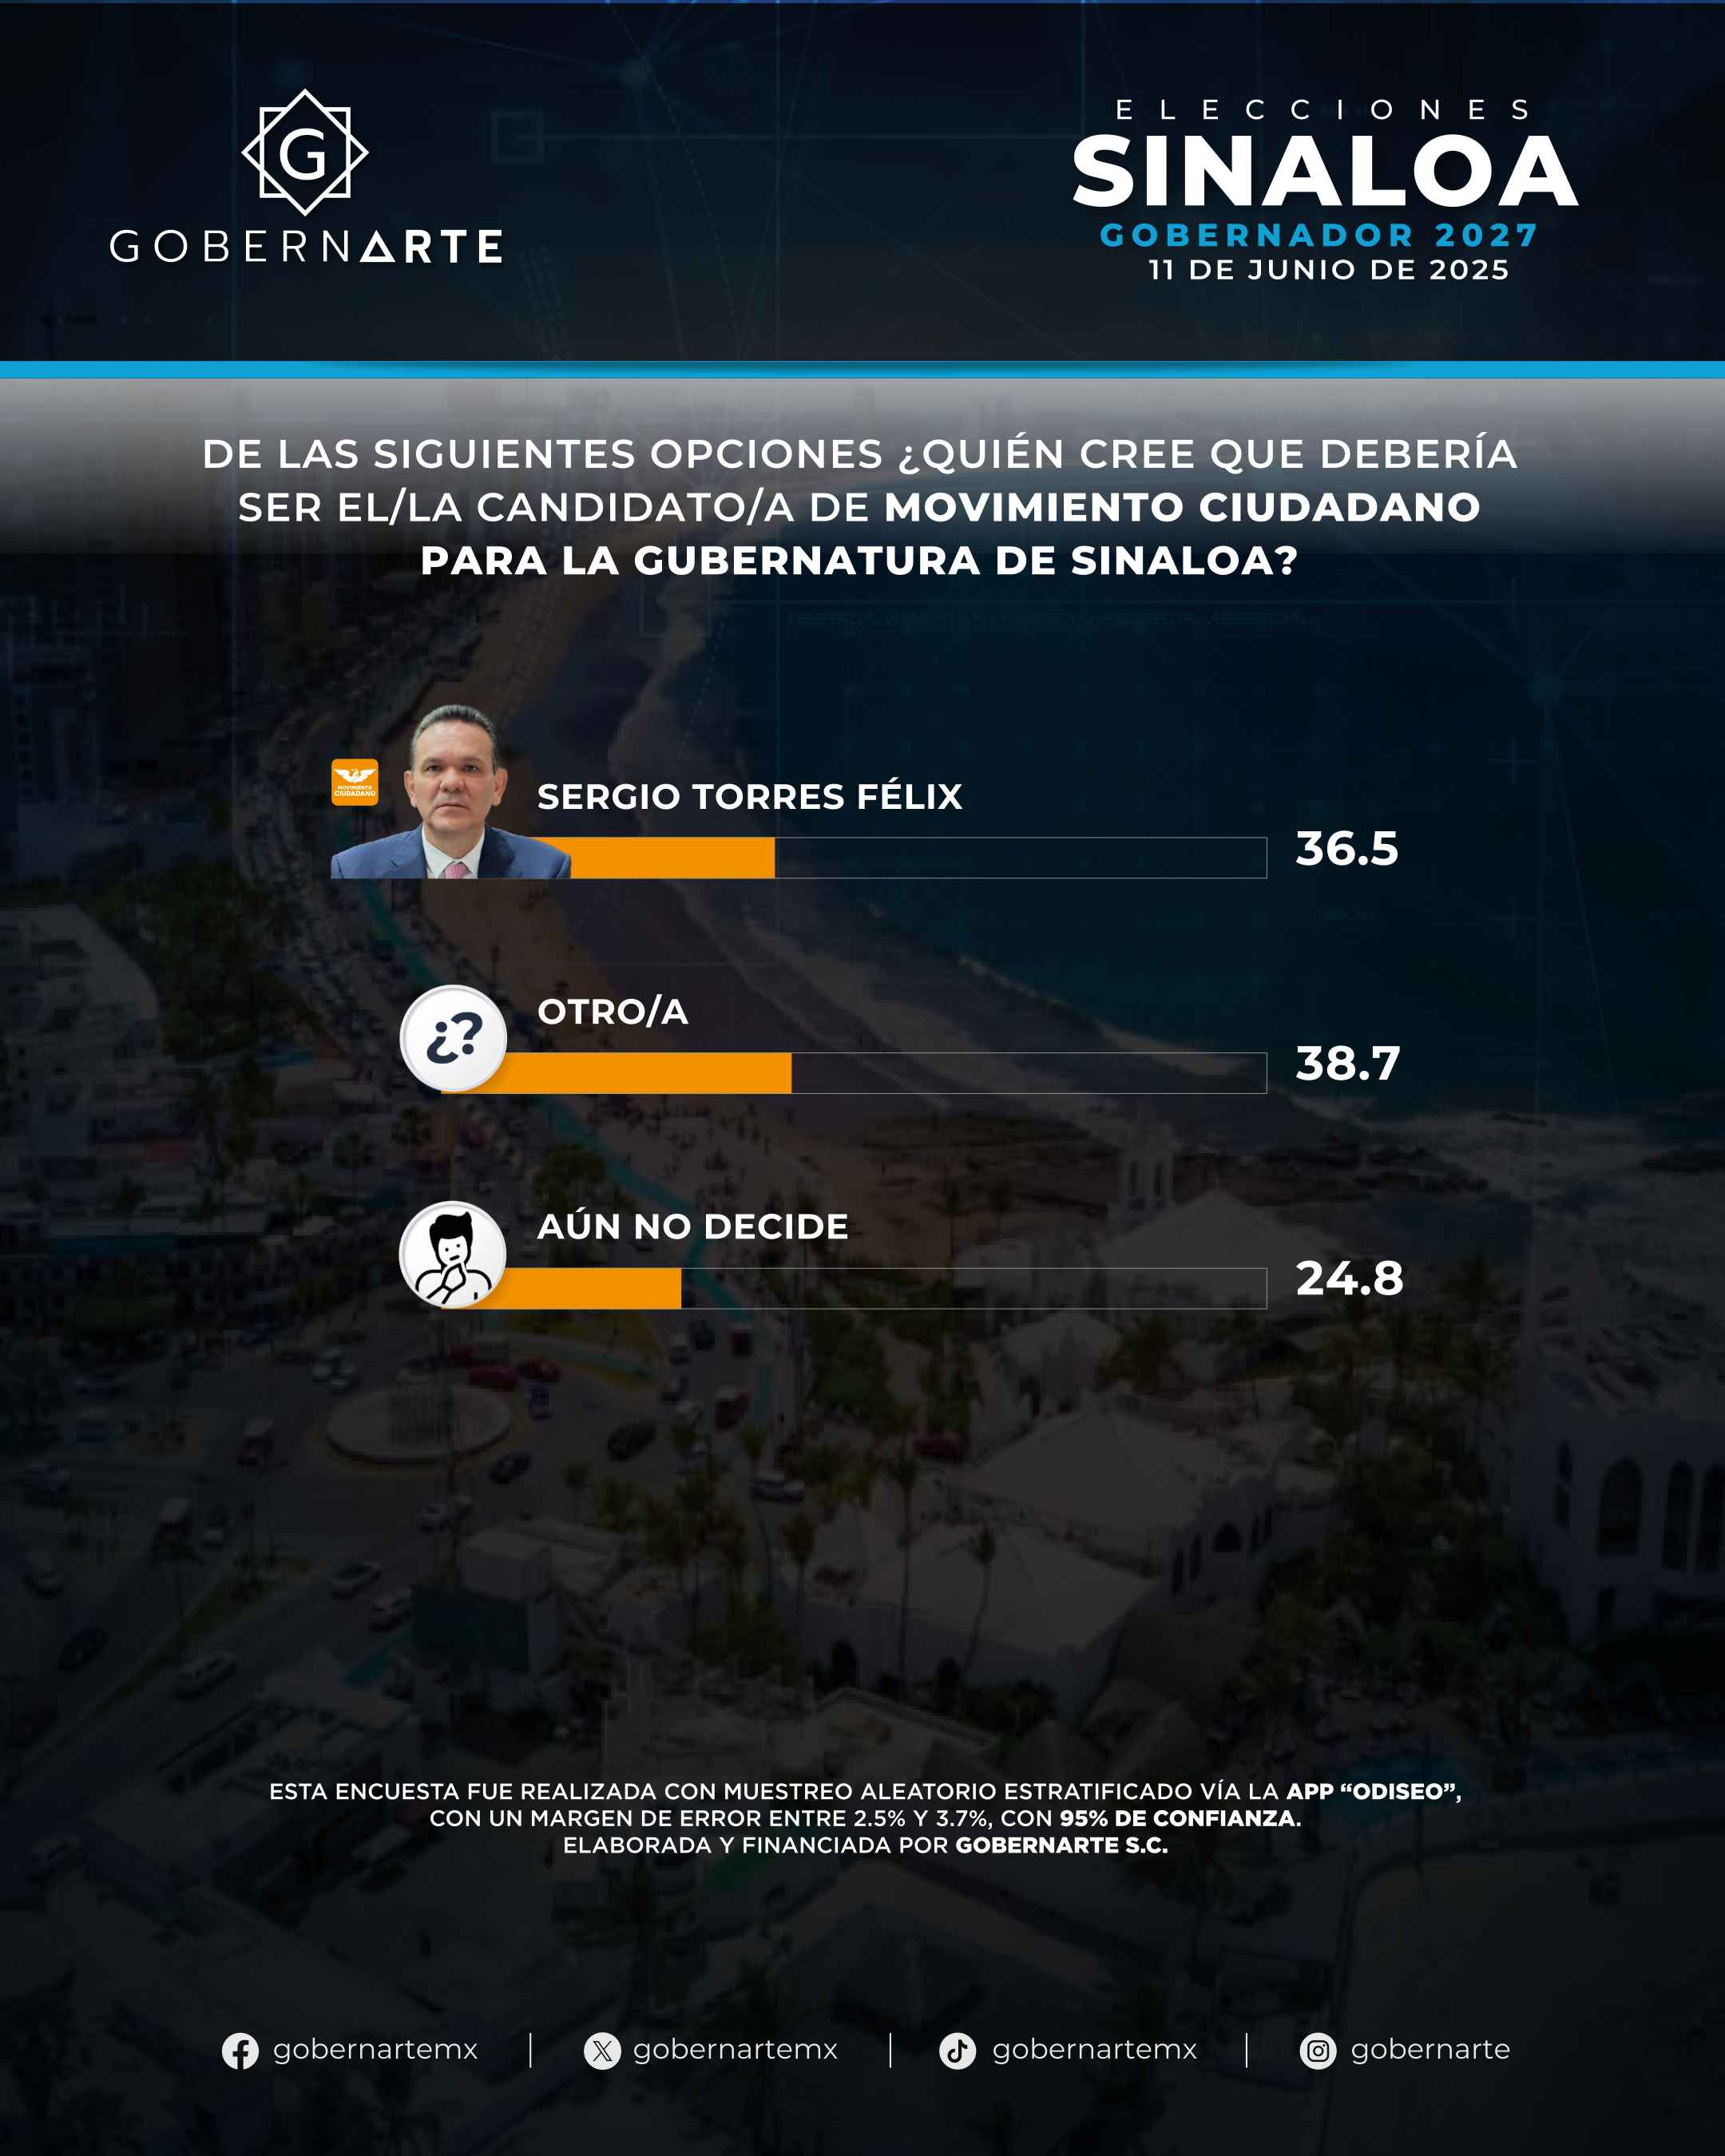 G
GOBERNARTE
ELECCIONES
SINALOA
GOBERNADOR 2027
11 DE JUNIO DE 2025
DE LAS SIGUIENTES OPCIONES ¿QUIÉN CREE QUE DEBERÍA
SER EL/LA CANDIDATO/A DE MOVIMIENTO CIUDADANO
PARA LA GUBERNATURA DE SINALOA?
MOVIMIENTO
CIUDADANO
SERGIO TORRES FÉLIX
36.5
¿?
OTRO/A
38.7
AÚN NO DECIDE
24.8
ESTA ENCUESTA FUE REALIZADA CON MUESTREO ALEATORIO ESTRATIFICADO VÍA LA APP “ODISEO”,
CON UN MARGEN DE ERROR ENTRE 2.5% Y 3.7%, CON 95% DE CONFIANZA.
ELABORADA Y FINANCIADA POR GOBERNARTE S.C.
gobernartemx | gobernartemx | gobernartemx | gobernarte